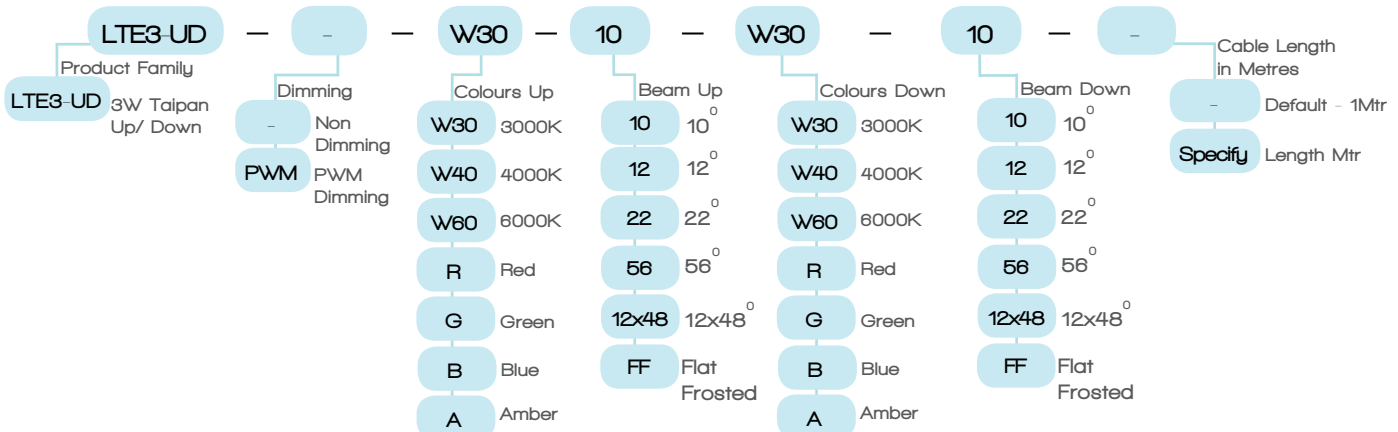 LTE3-UD — - — W30 — 10 — W30 — 10 — -
Product Family
LTE3-UD 3W Taipan
Up/ Down
Dimming
- Non
Dimming
PWM PWM
Dimming
Colours Up
W30 3000K
W40 4000K
W60 6000K
R Red
G Green
B Blue
A Amber
Beam Up
10 10°
12 12°
22 22°
56 56°
12x48 12x48°
FF Flat
Frosted
Colours Down
W30 3000K
W40 4000K
W60 6000K
R Red
G Green
B Blue
A Amber
Beam Down
10 10°
12 12°
22 22°
56 56°
12x48 12x48°
FF Flat
Frosted
Cable Length
in Metres
- Default - 1Mtr
Specify Length Mtr